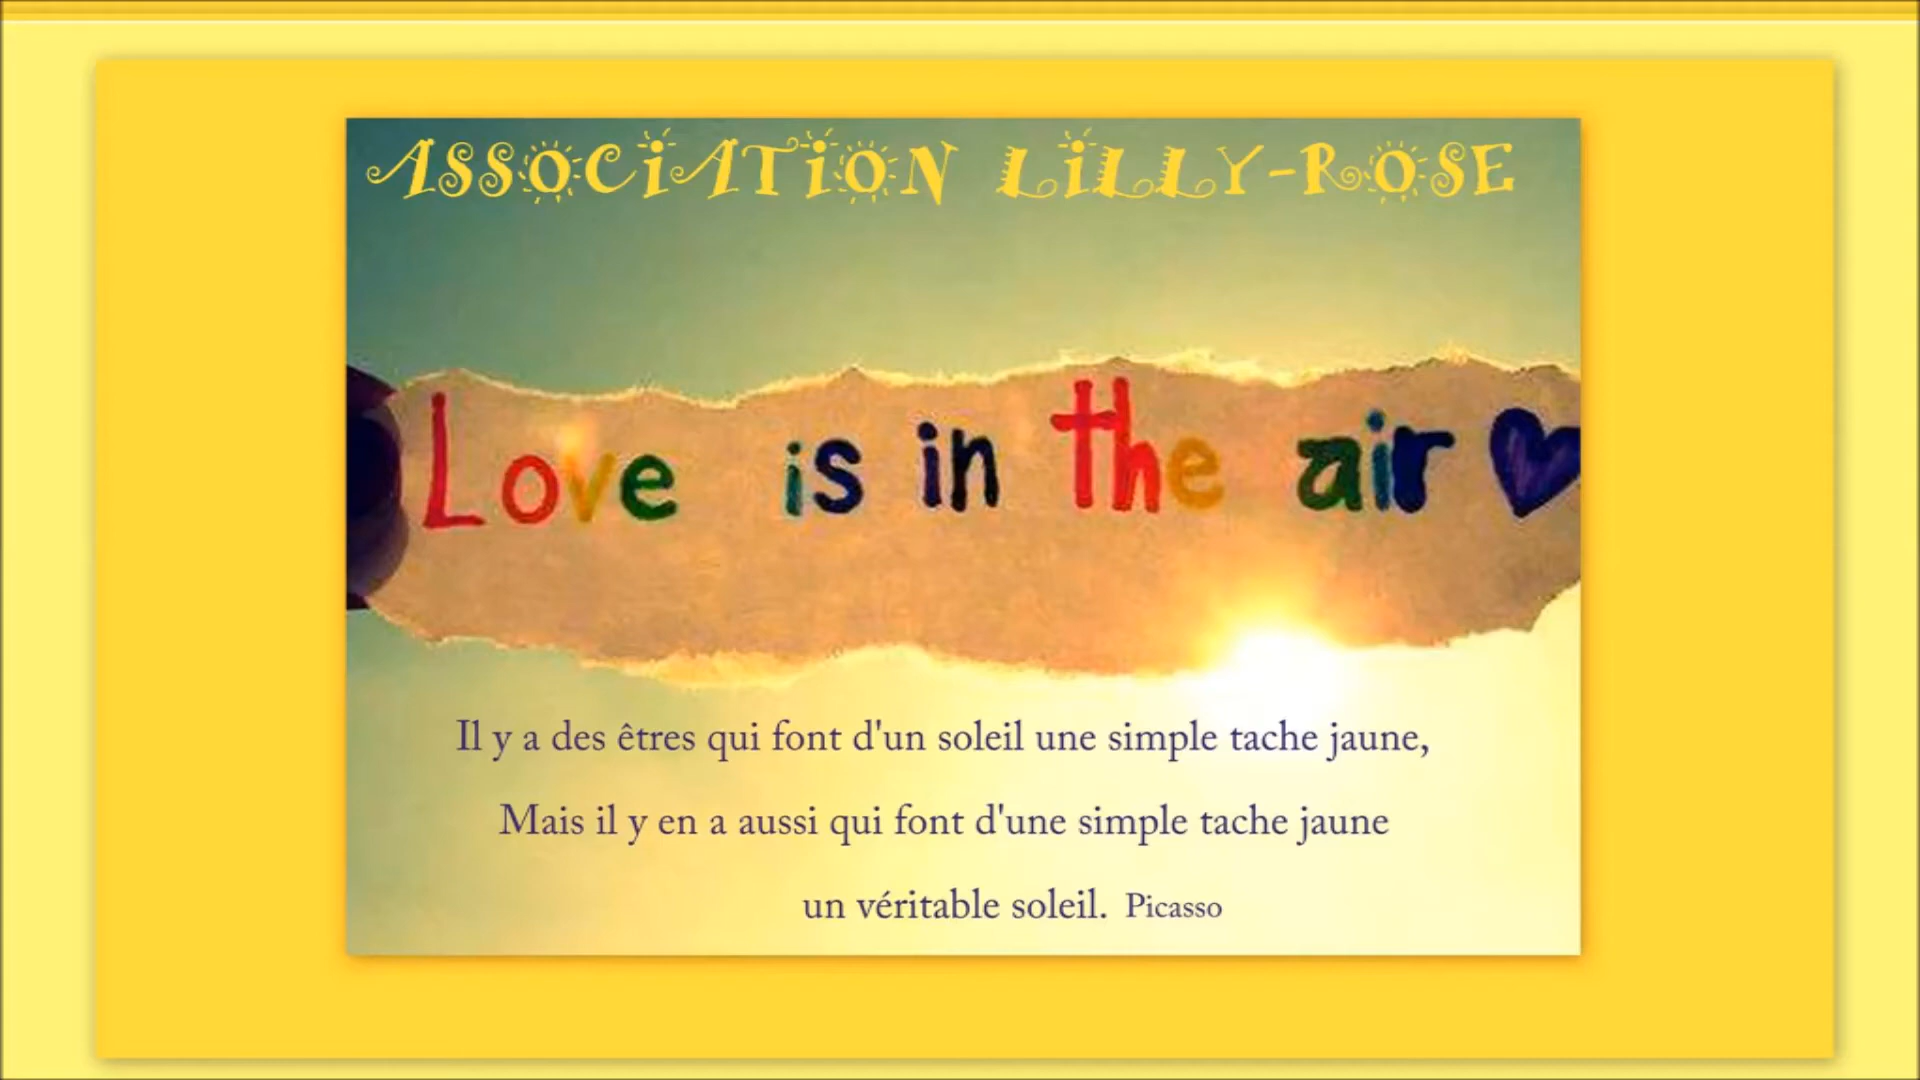 ASSOCIATION LILLY-ROSE
Love is in the air
Il y a des êtres qui font d'un soleil une simple tache jaune,
Mais il y en a aussi qui font d'une simple tache jaune
un véritable soleil. Picasso